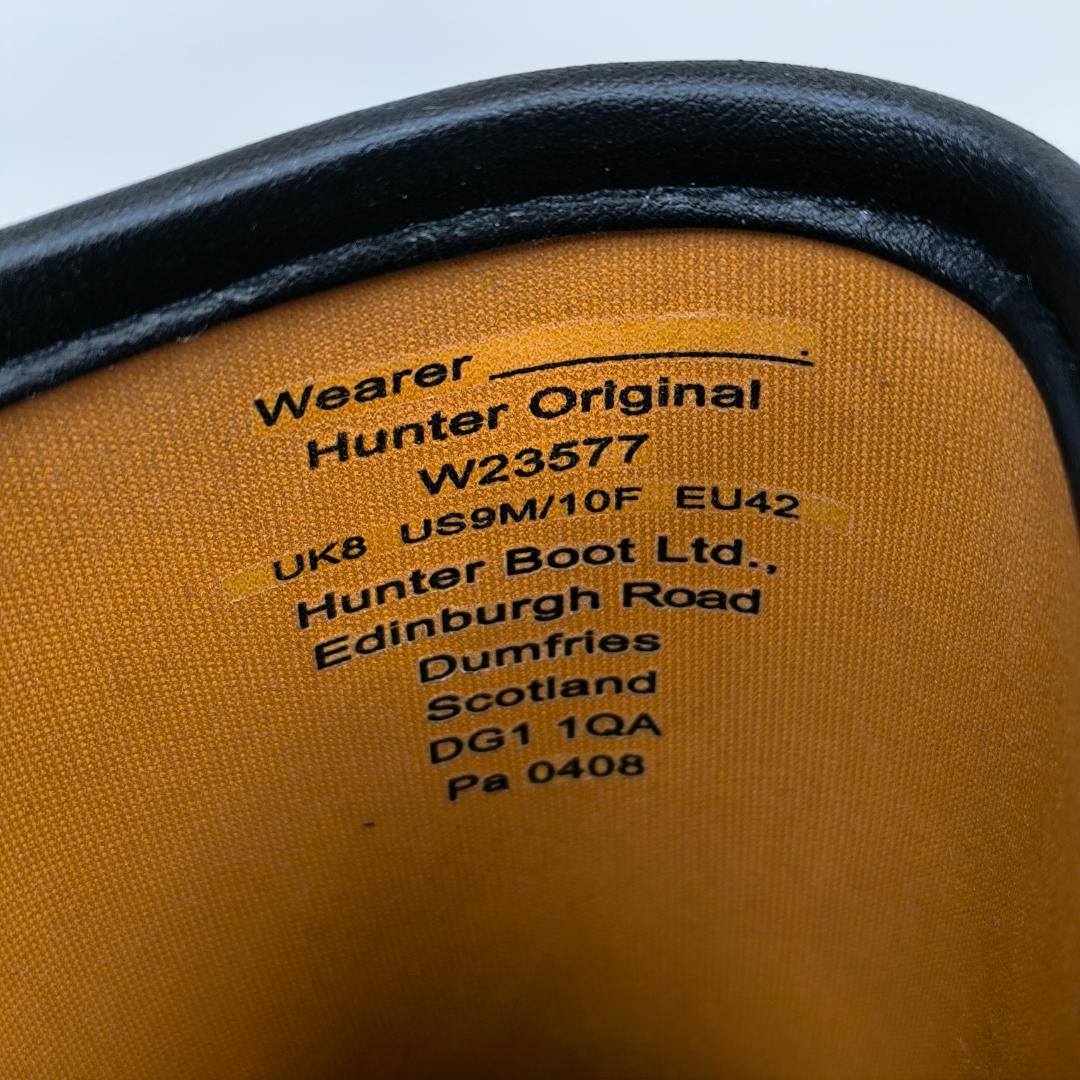 Wearer ____________.
Hunter Original
W23577
UK8 US9M/10F EU42
Hunter Boot Ltd.,
Edinburgh Road
Dumfries
Scotland
DG1 1QA
Pa 0408